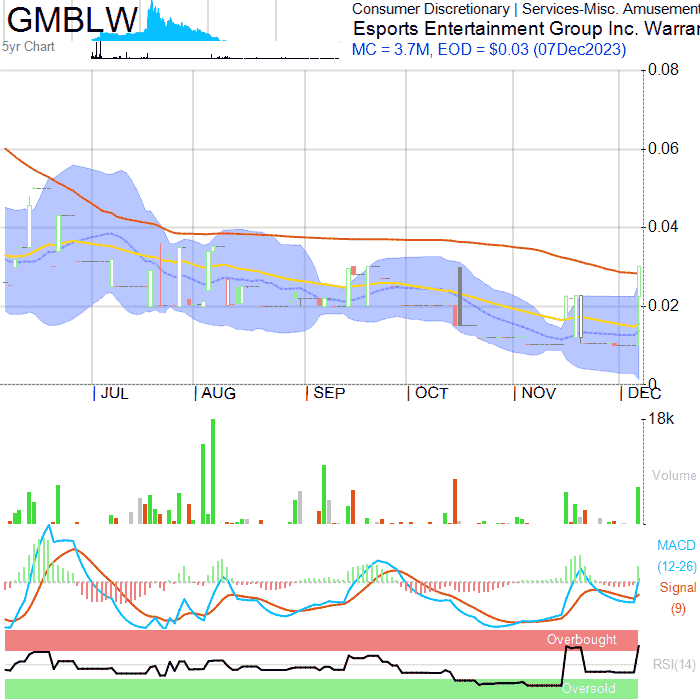 GMBLW
Consumer Discretionary | Services-Misc. Amusement
Esports Entertainment Group Inc. Warran
MC = 3.7M, EOD = $0.03 (07Dec2023)
5yr Chart
0.08
0.06
0.04
0.02
0
JUL AUG SEP OCT NOV DEC
18k
Volume
MACD
(12-26)
Signal
(9)
Overbought
RSI(14)
Oversold